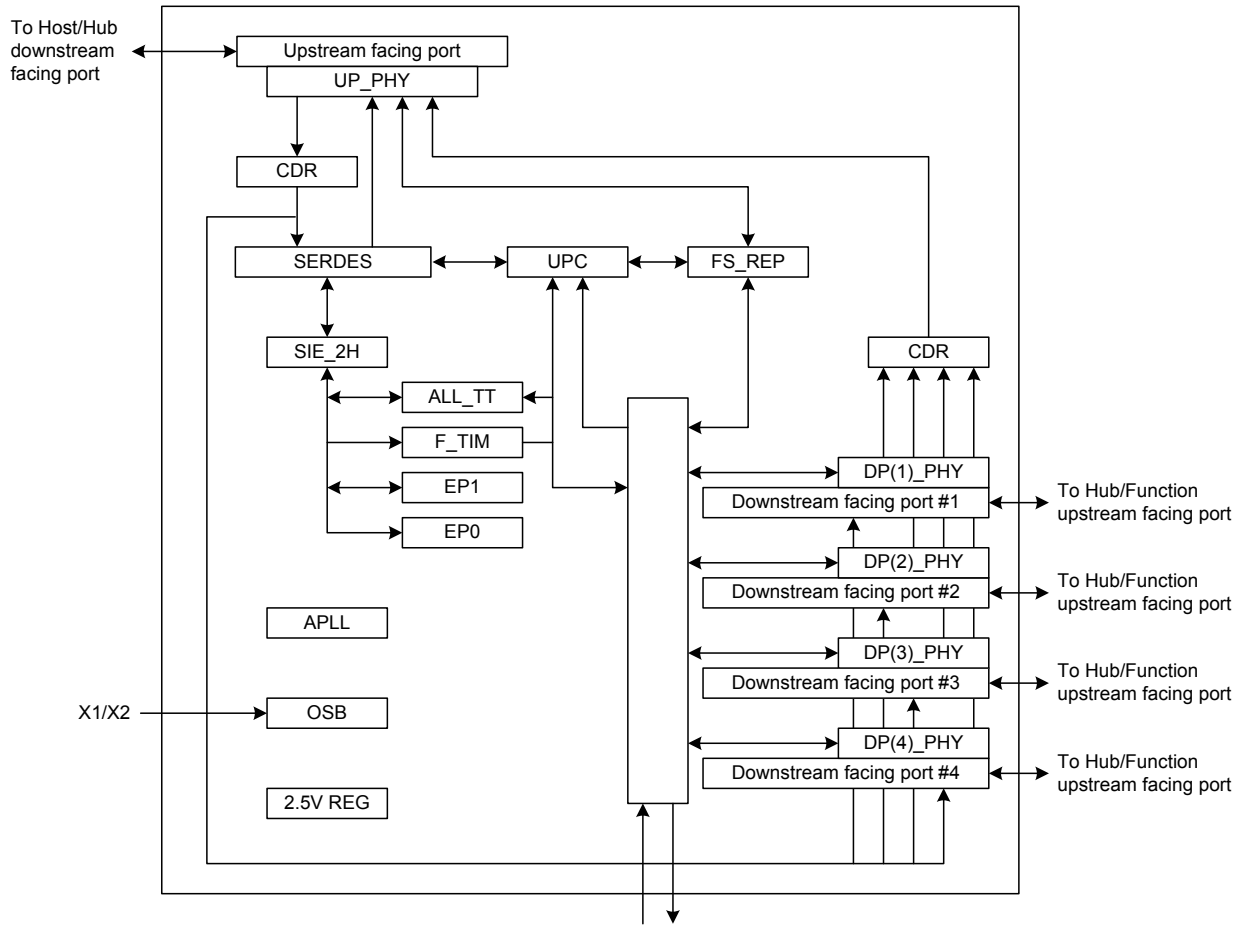 To Host/Hub
downstream
facing port
Upstream facing port
UP_PHY
CDR
SERDES
UPC
FS_REP
SIE_2H
CDR
ALL_TT
F_TIM
EP1
EP0
DP(1)_PHY
Downstream facing port #1
To Hub/Function
upstream facing port
DP(2)_PHY
Downstream facing port #2
To Hub/Function
upstream facing port
APLL
DP(3)_PHY
Downstream facing port #3
To Hub/Function
upstream facing port
X1/X2
OSB
DP(4)_PHY
Downstream facing port #4
To Hub/Function
upstream facing port
2.5V REG